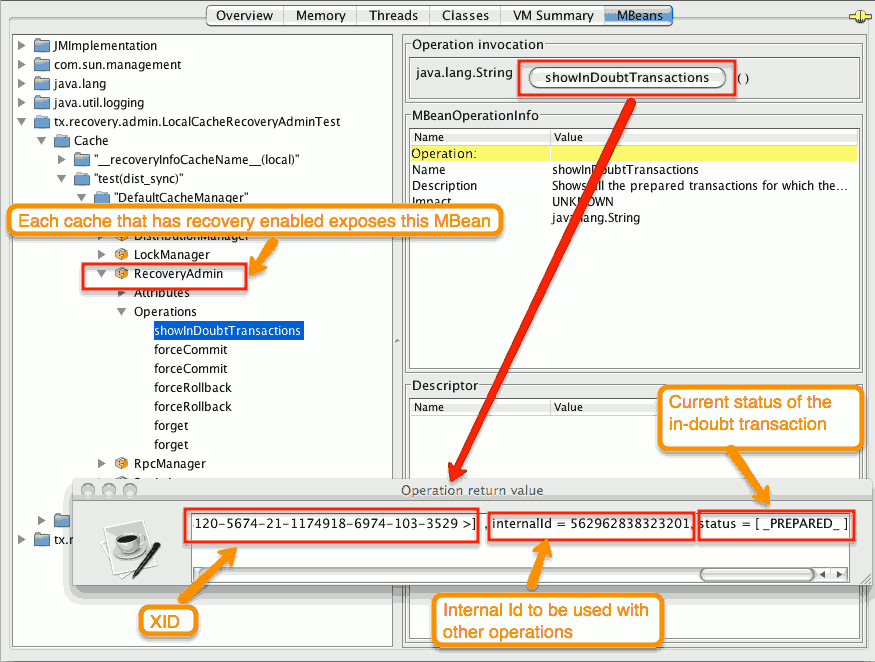 Overview Memory Threads Classes VM Summary MBeans
JMImplementation
com.sun.management
java.lang
java.util.logging
tx.recovery.admin.LocalCacheRecoveryAdminTest
Cache
"__recoveryInfoCacheName__(local)"
"test(dist_sync)"
"DefaultCacheManager"
Each cache that has recovery enabled exposes this MBean
DistributionManager
LockManager
RecoveryAdmin
Attributes
Operations
showInDoubtTransactions
forceCommit
forceCommit
forceRollback
forceRollback
forget
forget
RpcManager
tx.r
Operation invocation
java.lang.String showInDoubtTransactions ()
MBeanOperationInfo
Name Value
Operation:
Name showInDoubtTransactions
Description Shows all the prepared transactions for which the...
Impact UNKNOWN
java.lang.String
Descriptor
Name Value
Current status of the
in-doubt transaction
Operation return value
120-5674-21-1174918-6974-103-3529 >] , internalId = 562962838323201, status = [ _PREPARED_ ]
XID
Internal Id to be used with
other operations